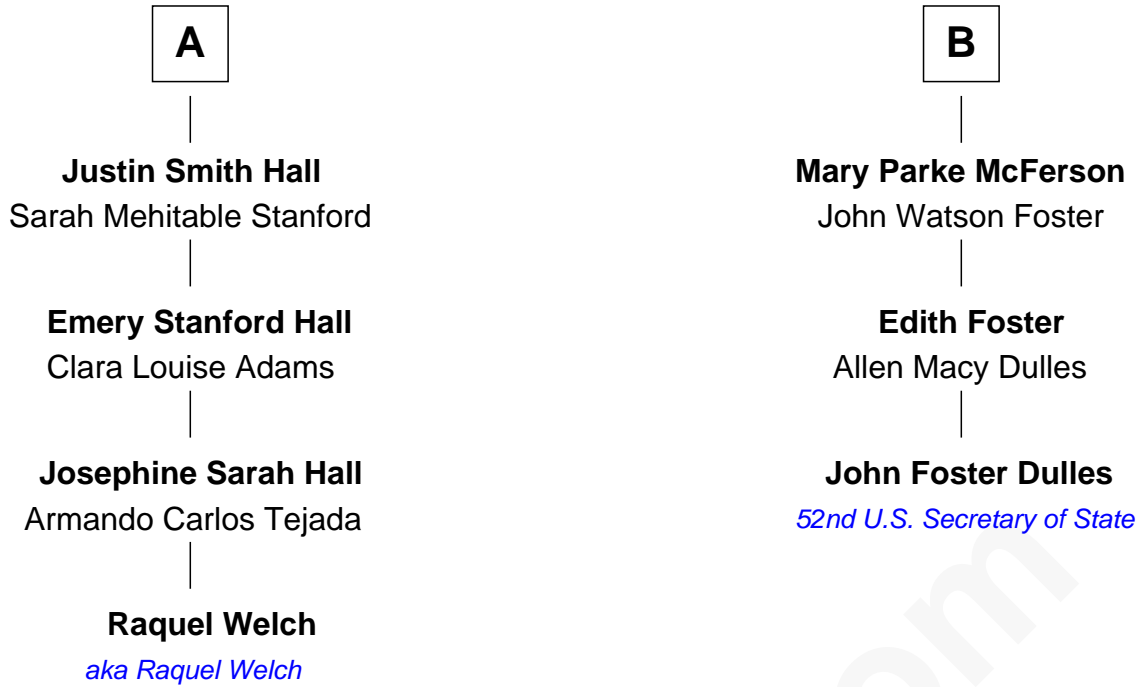 A
Justin Smith Hall
Sarah Mehitable Stanford
Emery Stanford Hall
Clara Louise Adams
Josephine Sarah Hall
Armando Carlos Tejada
Raquel Welch
aka Raquel Welch
B
Mary Parke McFerson
John Watson Foster
Edith Foster
Allen Macy Dulles
John Foster Dulles
52nd U.S. Secretary of State
om